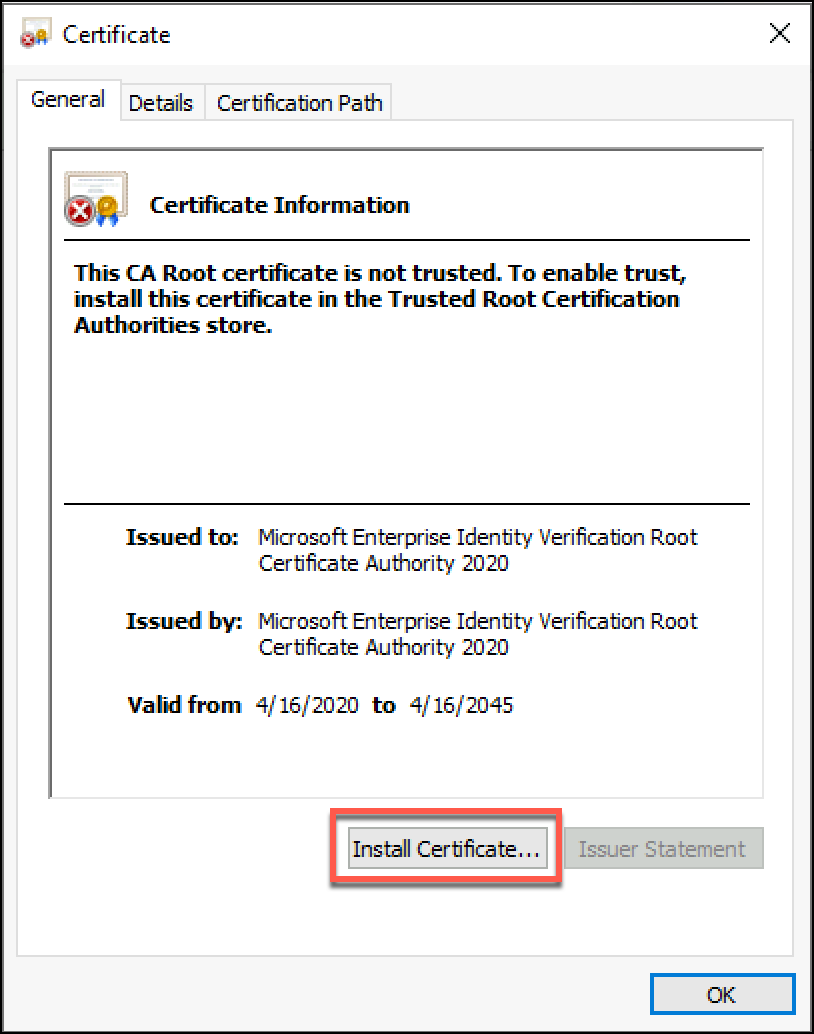 Certificate
General Details Certification Path
Certificate Information
This CA Root certificate is not trusted. To enable trust,
install this certificate in the Trusted Root Certification
Authorities store.
Issued to: Microsoft Enterprise Identity Verification Root
Certificate Authority 2020
Issued by: Microsoft Enterprise Identity Verification Root
Certificate Authority 2020
Valid from 4/16/2020 to 4/16/2045
Install Certificate... Issuer Statement
OK